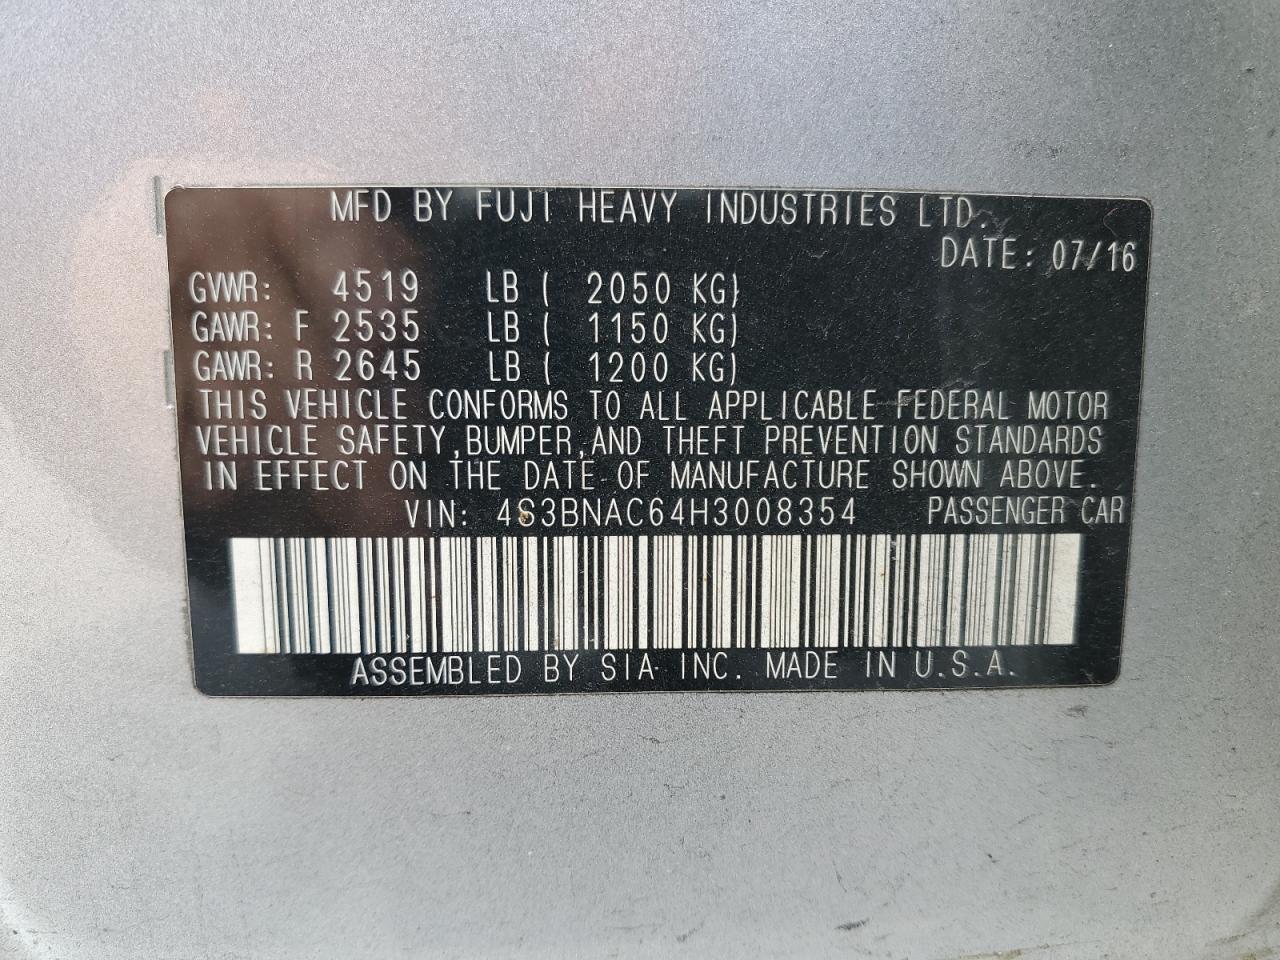 MFD BY FUJI HEAVY INDUSTRIES LTD.
DATE: 07/16
GVWR: 4519 LB ( 2050 KG)
GAWR: F 2535 LB ( 1150 KG)
GAWR: R 2645 LB ( 1200 KG)
THIS VEHICLE CONFORMS TO ALL APPLICABLE FEDERAL MOTOR
VEHICLE SAFETY,BUMPER,AND THEFT PREVENTION STANDARDS
IN EFFECT ON THE DATE OF MANUFACTURE SHOWN ABOVE.
VIN: 4S3BNAC64H3008354 PASSENGER CAR
ASSEMBLED BY SIA INC. MADE IN U.S.A.